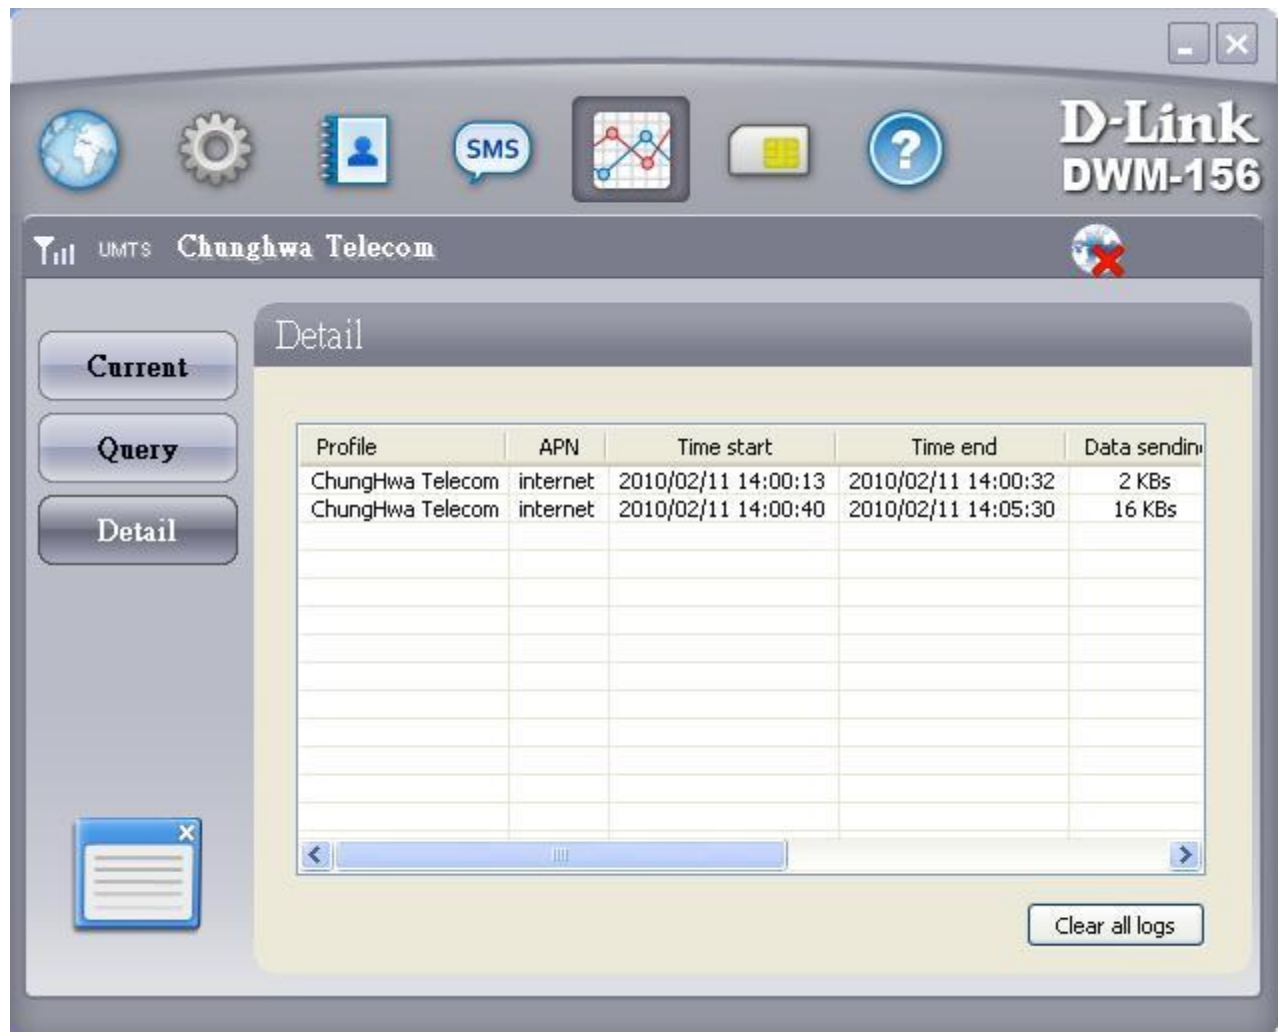 D-Link
SMS
?
DWM-156
UMTS Chunghwa Telecom
Detail
Current
Query
Detail
Profile APN Time start Time end Data sendin
ChungHwa Telecom internet 2010/02/11 14:00:13 2010/02/11 14:00:32 2 KBs
ChungHwa Telecom internet 2010/02/11 14:00:40 2010/02/11 14:05:30 16 KBs
Clear all logs